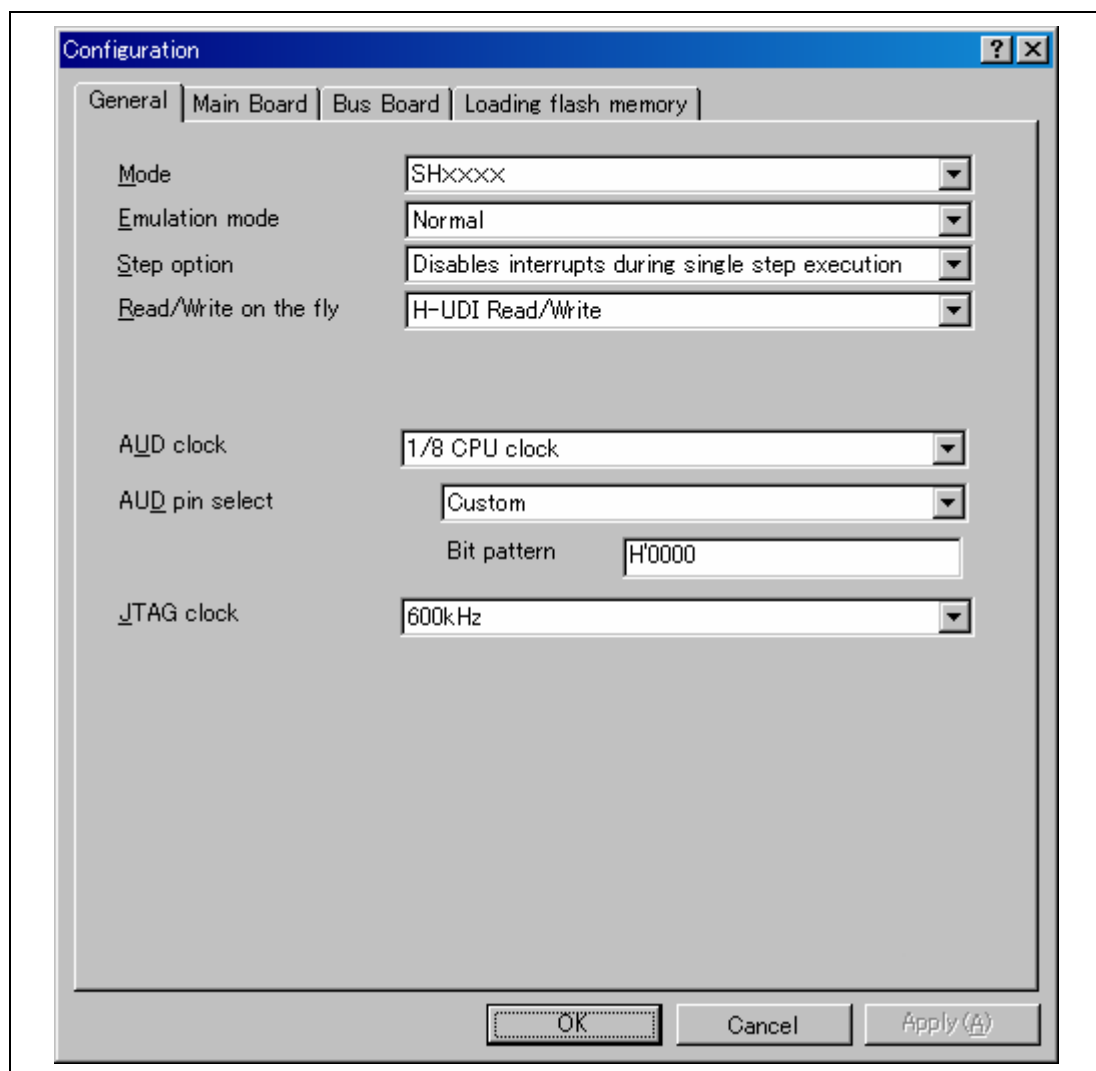 Configuration
General Main Board Bus Board Loading flash memory
Mode SH××××
Emulation mode Normal
Step option Disables interrupts during single step execution
Read/Write on the fly H-UDI Read/Write
AUD clock 1/8 CPU clock
AUD pin select Custom
Bit pattern H'0000
JTAG clock 600kHz
OK Cancel Apply(A)